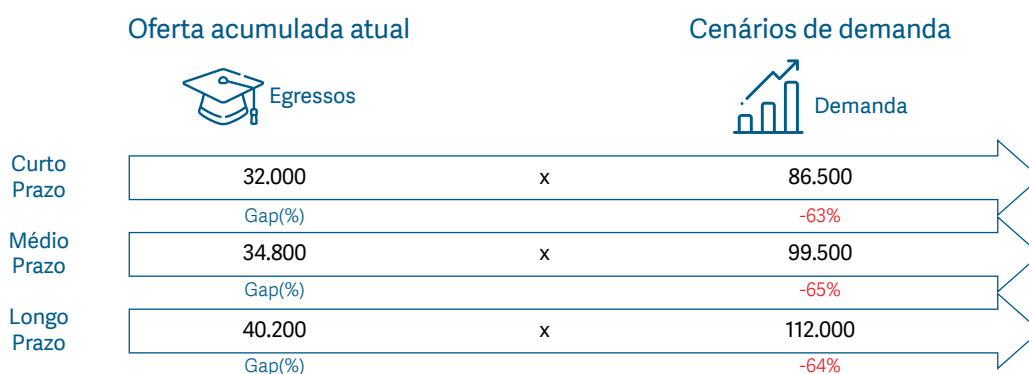 Oferta acumulada atual
Cenários de demanda
Egressos
Demanda
Curto
Prazo
32.000 x 86.500
Gap(%) -63%
Médio
Prazo
34.800 x 99.500
Gap(%) -65%
Longo
Prazo
40.200 x 112.000
Gap(%) -64%